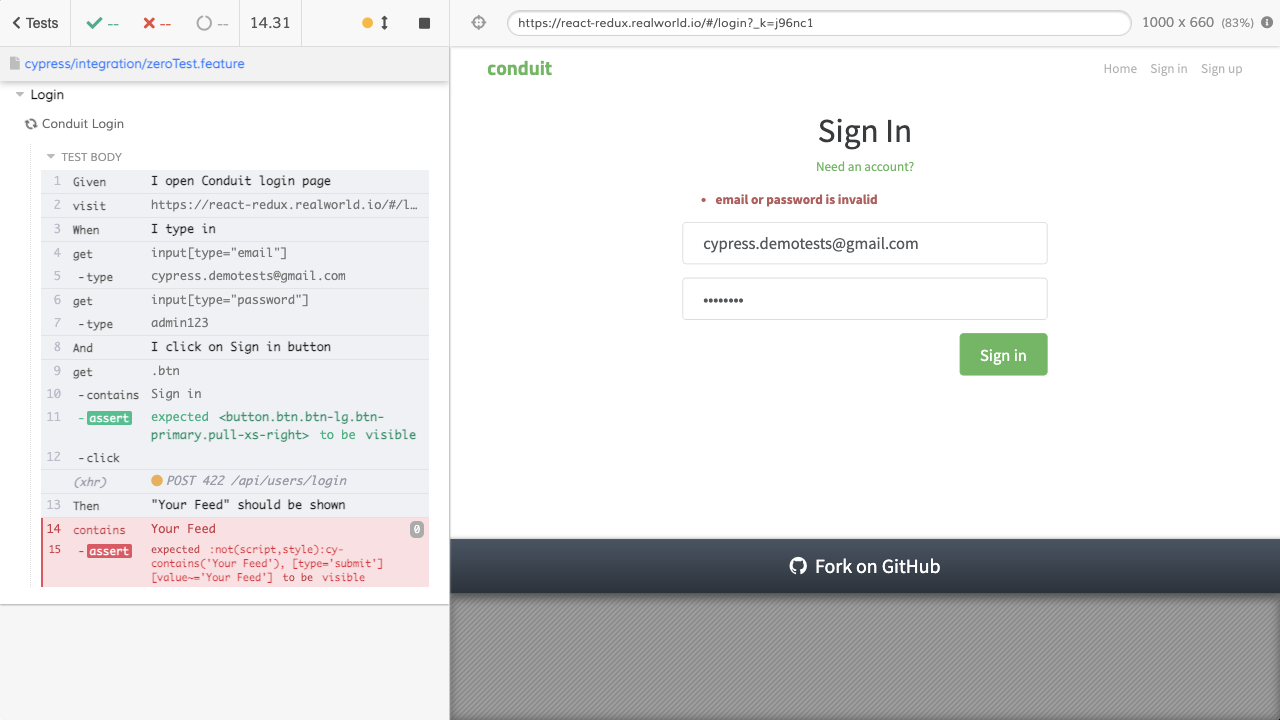 Tests
--
--
--
14.31
https://react-redux.realworld.io/#/login?_k=j96nc1
1000 x 660 (83%)
cypress/integration/zeroTest.feature
Login
Conduit Login
TEST BODY
1 Given I open Conduit login page
2 visit https://react-redux.realworld.io/#/l…
3 When I type in
4 get input[type="email"]
5 -type cypress.demotests@gmail.com
6 get input[type="password"]
7 -type admin123
8 And I click on Sign in button
9 get .btn
10 -contains Sign in
11 -assert expected <button.btn.btn-lg.btn-
primary.pull-xs-right> to be visible
12 -click
(xhr) POST 422 /api/users/login
13 Then "Your Feed" should be shown
14 contains Your Feed 0
15 -assert expected :not(script,style):cy-
contains('Your Feed'), [type='submit']
[value~='Your Feed'] to be visible
conduit
Home Sign in Sign up
Sign In
Need an account?
• email or password is invalid
cypress.demotests@gmail.com
••••••••
Sign in
Fork on GitHub